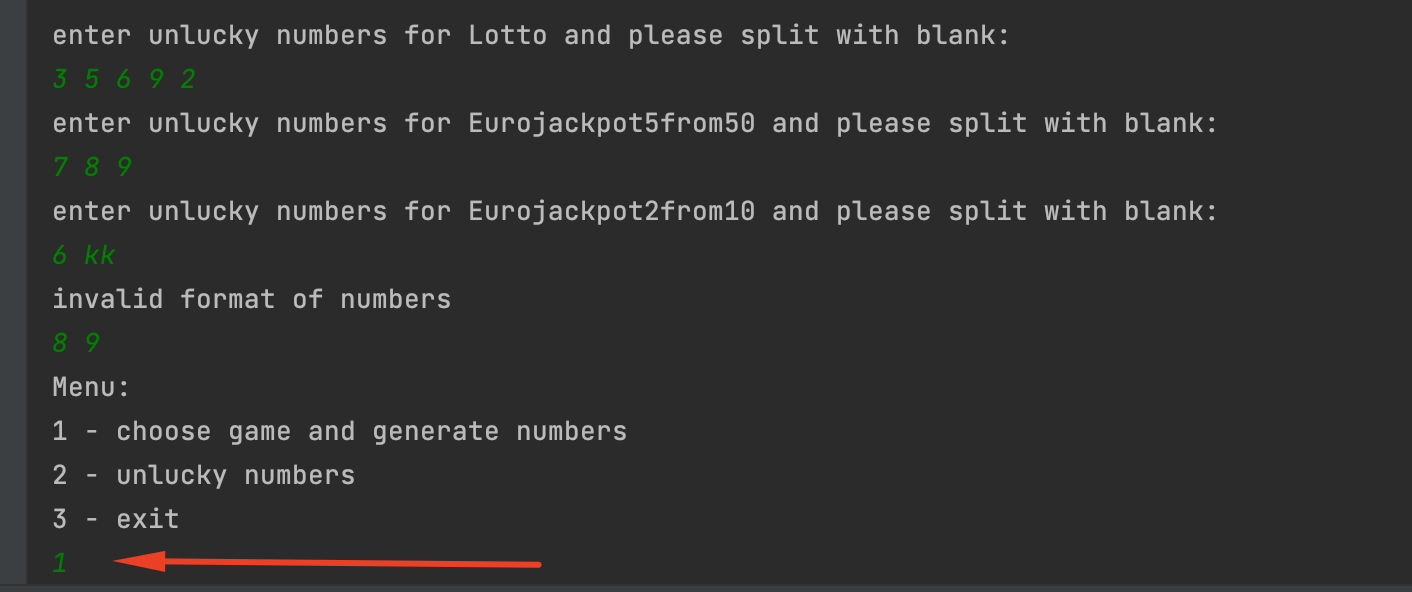 enter unlucky numbers for Lotto and please split with blank:
3 5 6 9 2
enter unlucky numbers for Eurojackpot5from50 and please split with blank:
7 8 9
enter unlucky numbers for Eurojackpot2from10 and please split with blank:
6 kk
invalid format of numbers
8 9
Menu:
1 - choose game and generate numbers
2 - unlucky numbers
3 - exit
1